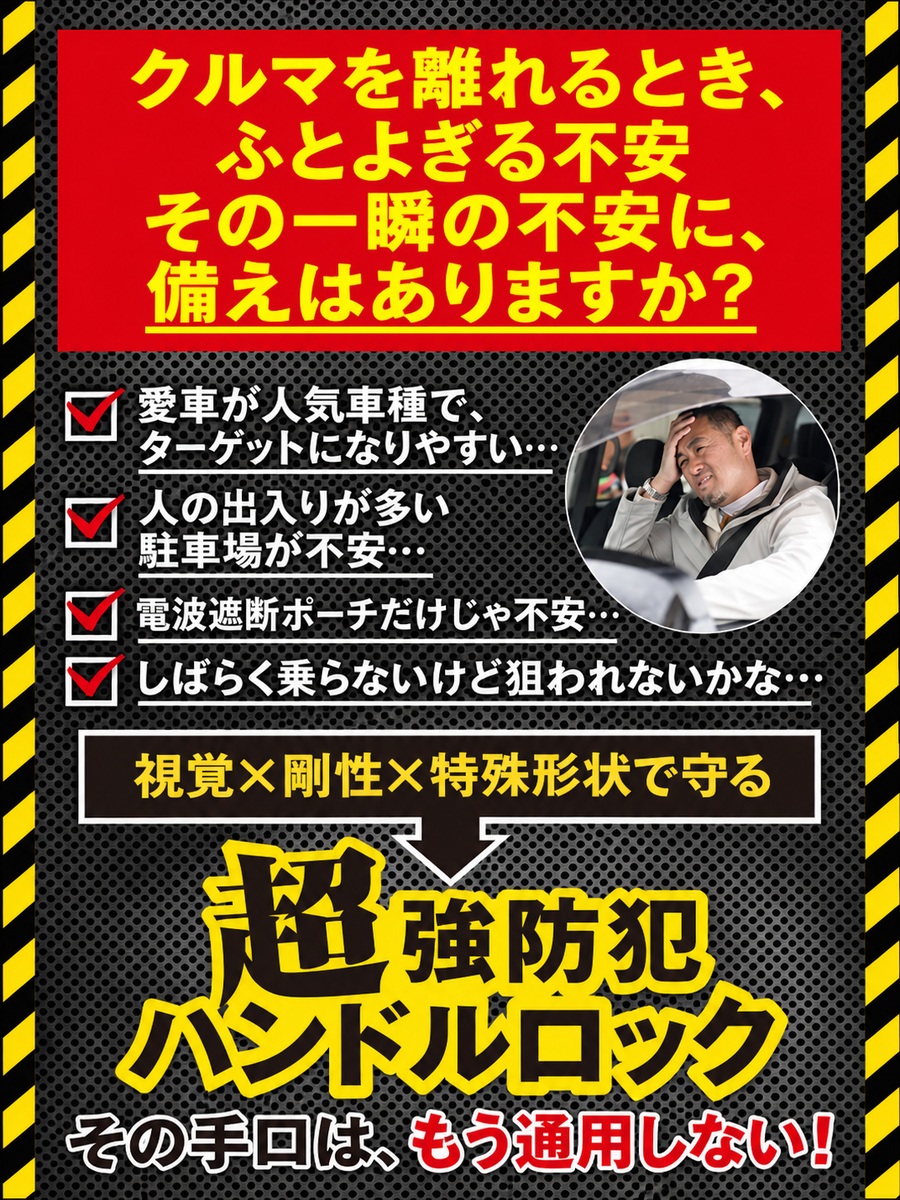 クルマを離れるとき、
ふとよぎる不安
その一瞬の不安に、
備えはありますか?
愛車が人気車種で、
ターゲットになりやすい…
人の出入りが多い
駐車場が不安…
電波遮断ポーチだけじゃ不安…
しばらく乗らないけど狙われないかな…
視覚×剛性×特殊形状で守る
超強防犯
ハンドルロック
その手口は、もう通用しない!